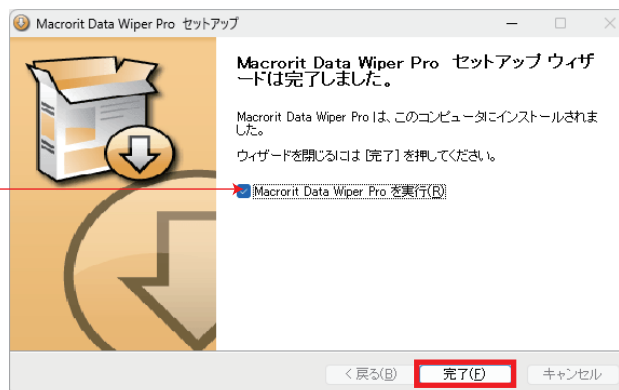 Macrorit Data Wiper Pro セットアップ
Macrorit Data Wiper Pro セットアップ ウィザ
ードは完了しました。
Macrorit Data Wiper Pro は、このコンピュータにインストールされま
した。
ウィザードを閉じるには [完了] を押してください。
Macrorit Data Wiper Pro を実行(R)
< 戻る(B) 完了(F) キャンセル